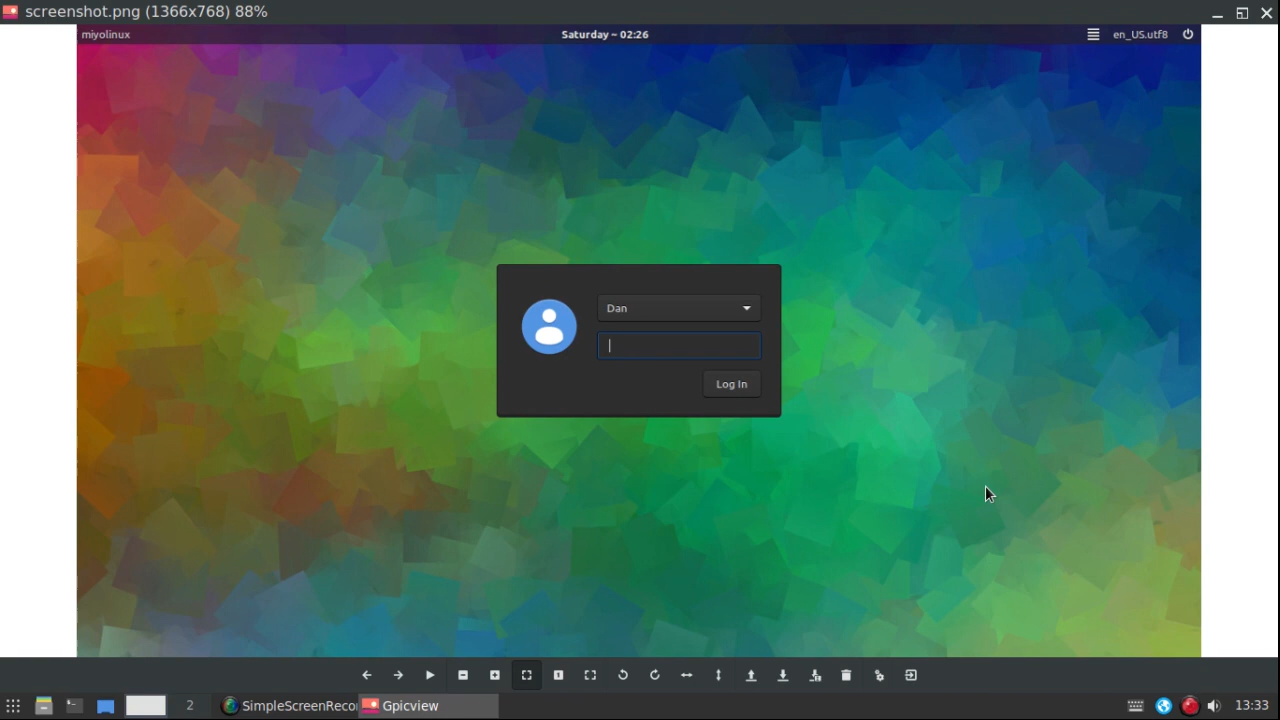 screenshot.png (1366x768) 88%
miyolinux
Saturday ~ 02:26
en_US.utf8
Dan
Log In
2
SimpleScreenReco
Gpicview
13:33